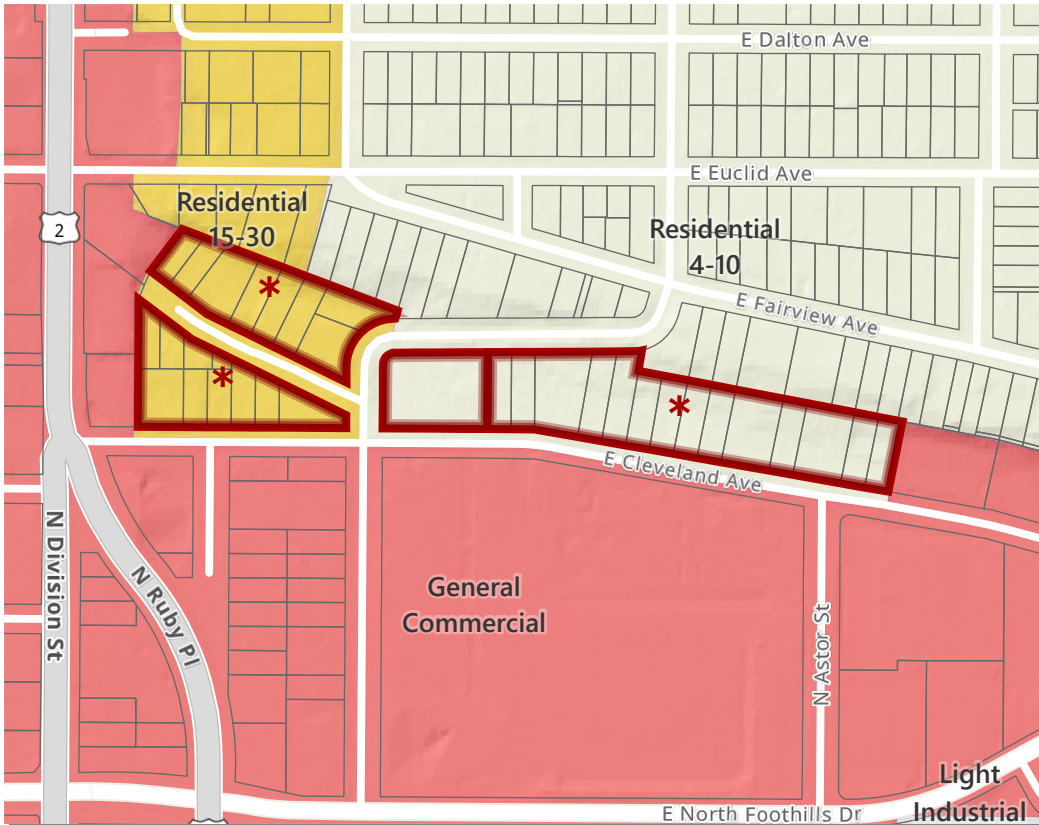 E Dalton Ave
E Euclid Ave
Residential
15-30
Residential
4-10
2
E Fairview Ave
*
*
*
E Cleveland Ave
N Division St
N Ruby Pl
General
Commercial
N Astor St
Light
Industrial
E North Foothills Dr